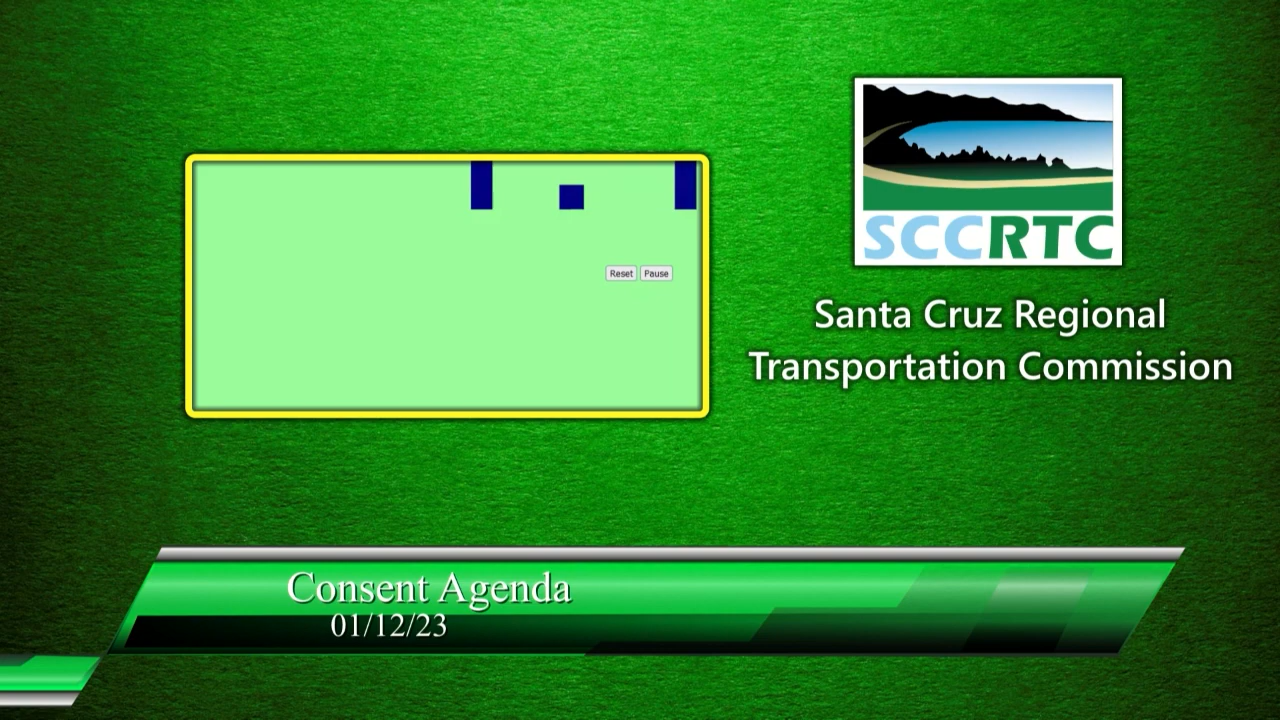 SCCRTC
Reset Pause
Santa Cruz Regional
Transportation Commission
Consent Agenda
01/12/23